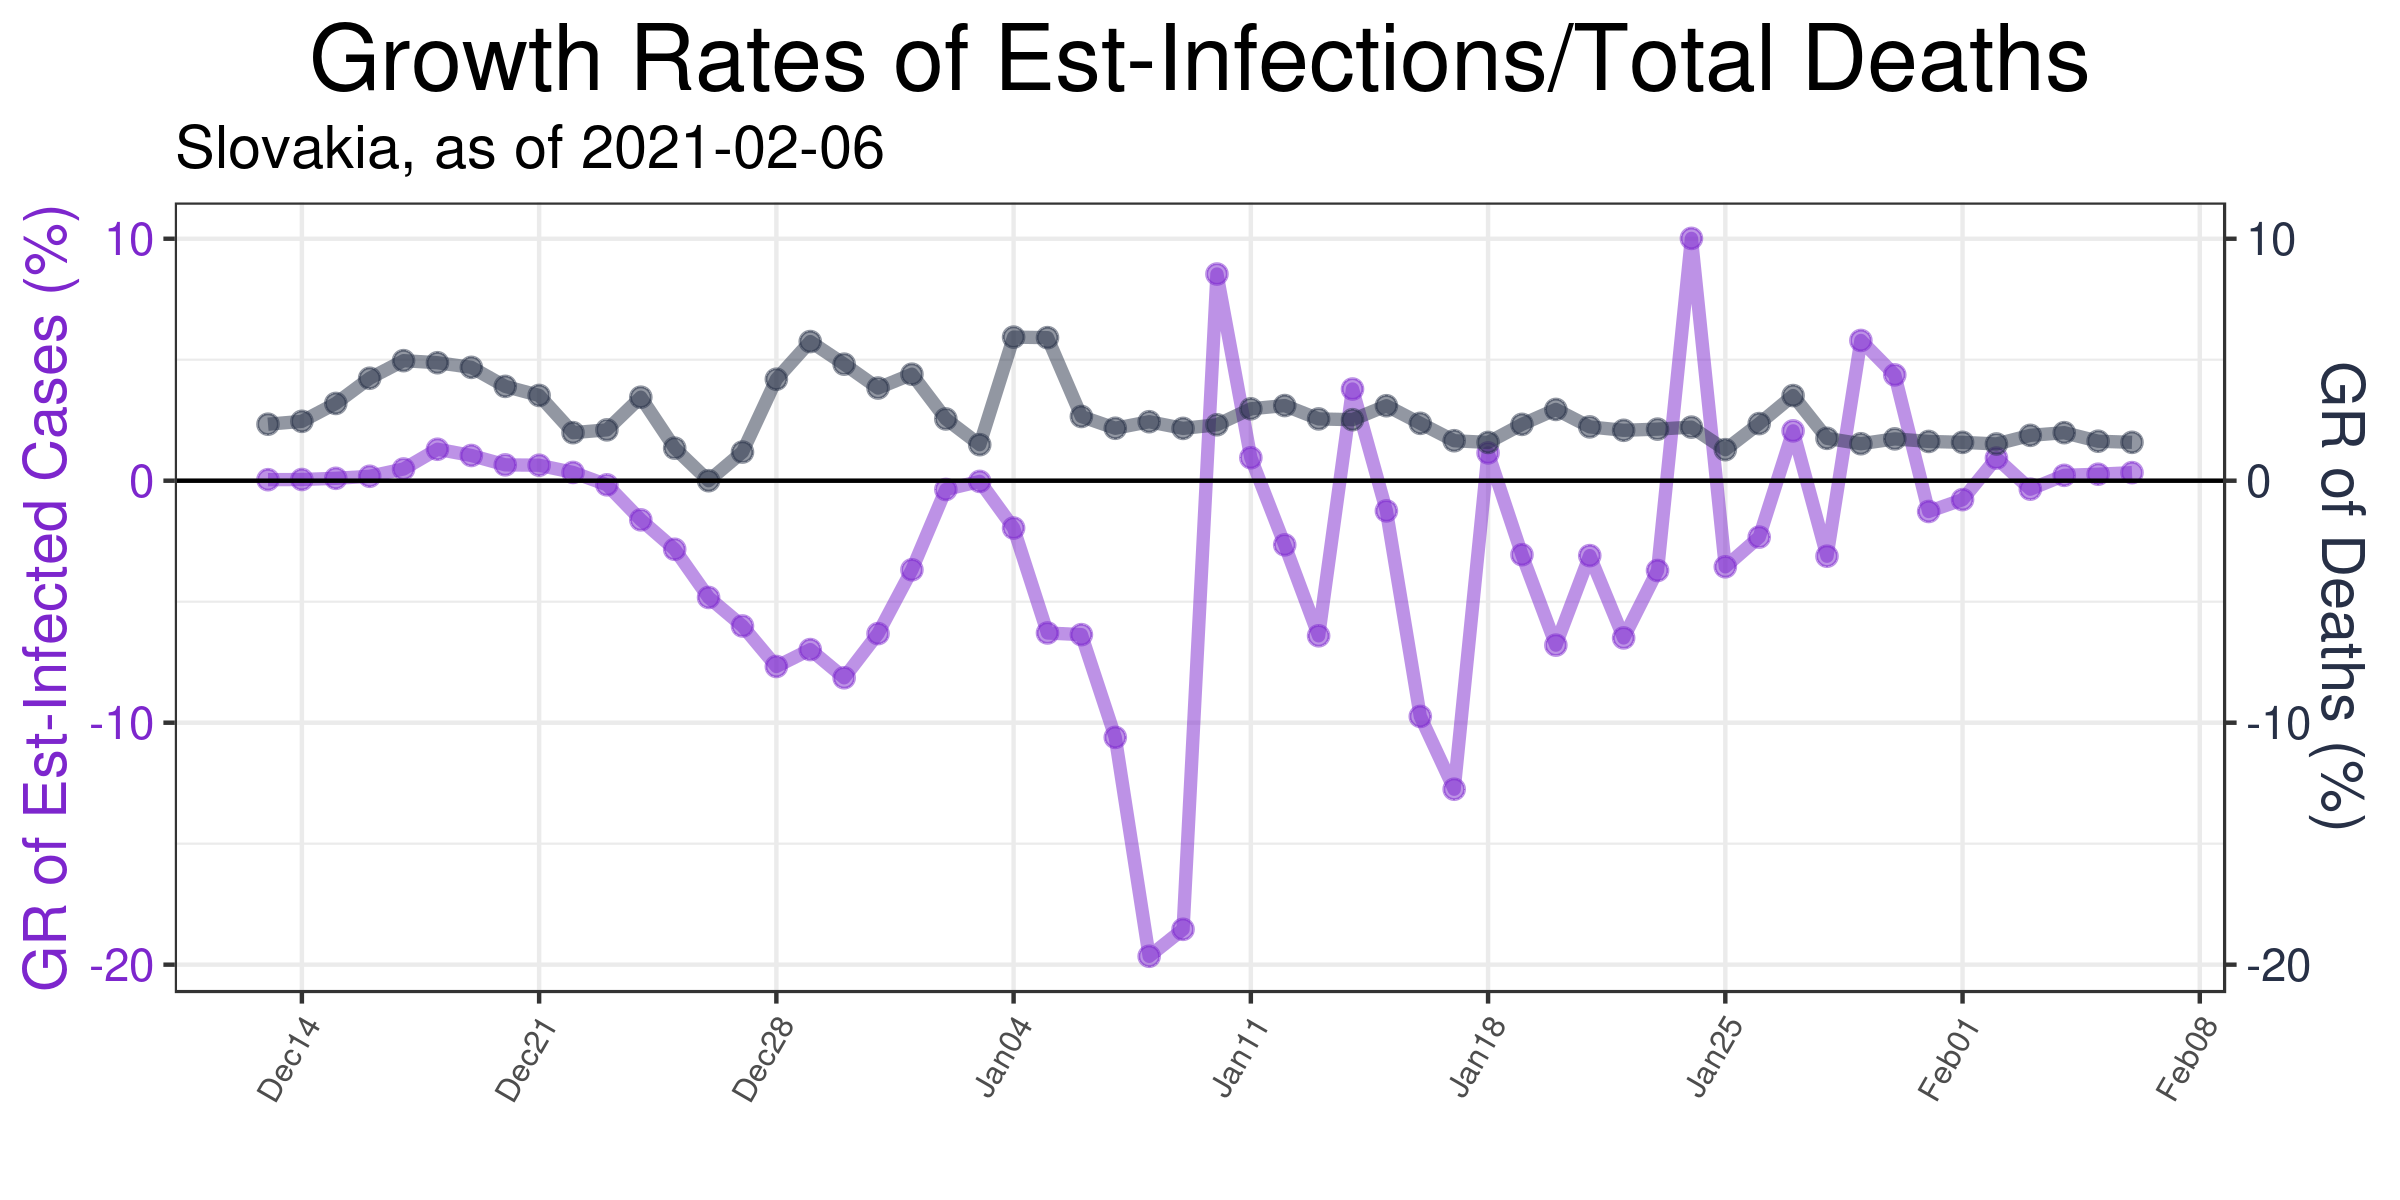 Growth Rates of Est-Infections/Total Deaths
Slovakia, as of 2021-02-06
GR of Est-Infected Cases (%)
10
0
-10
-20
10
0
-10
-20
GR of Deaths (%)
Dec14
Dec21
Dec28
Jan04
Jan11
Jan18
Jan25
Feb01
Feb08